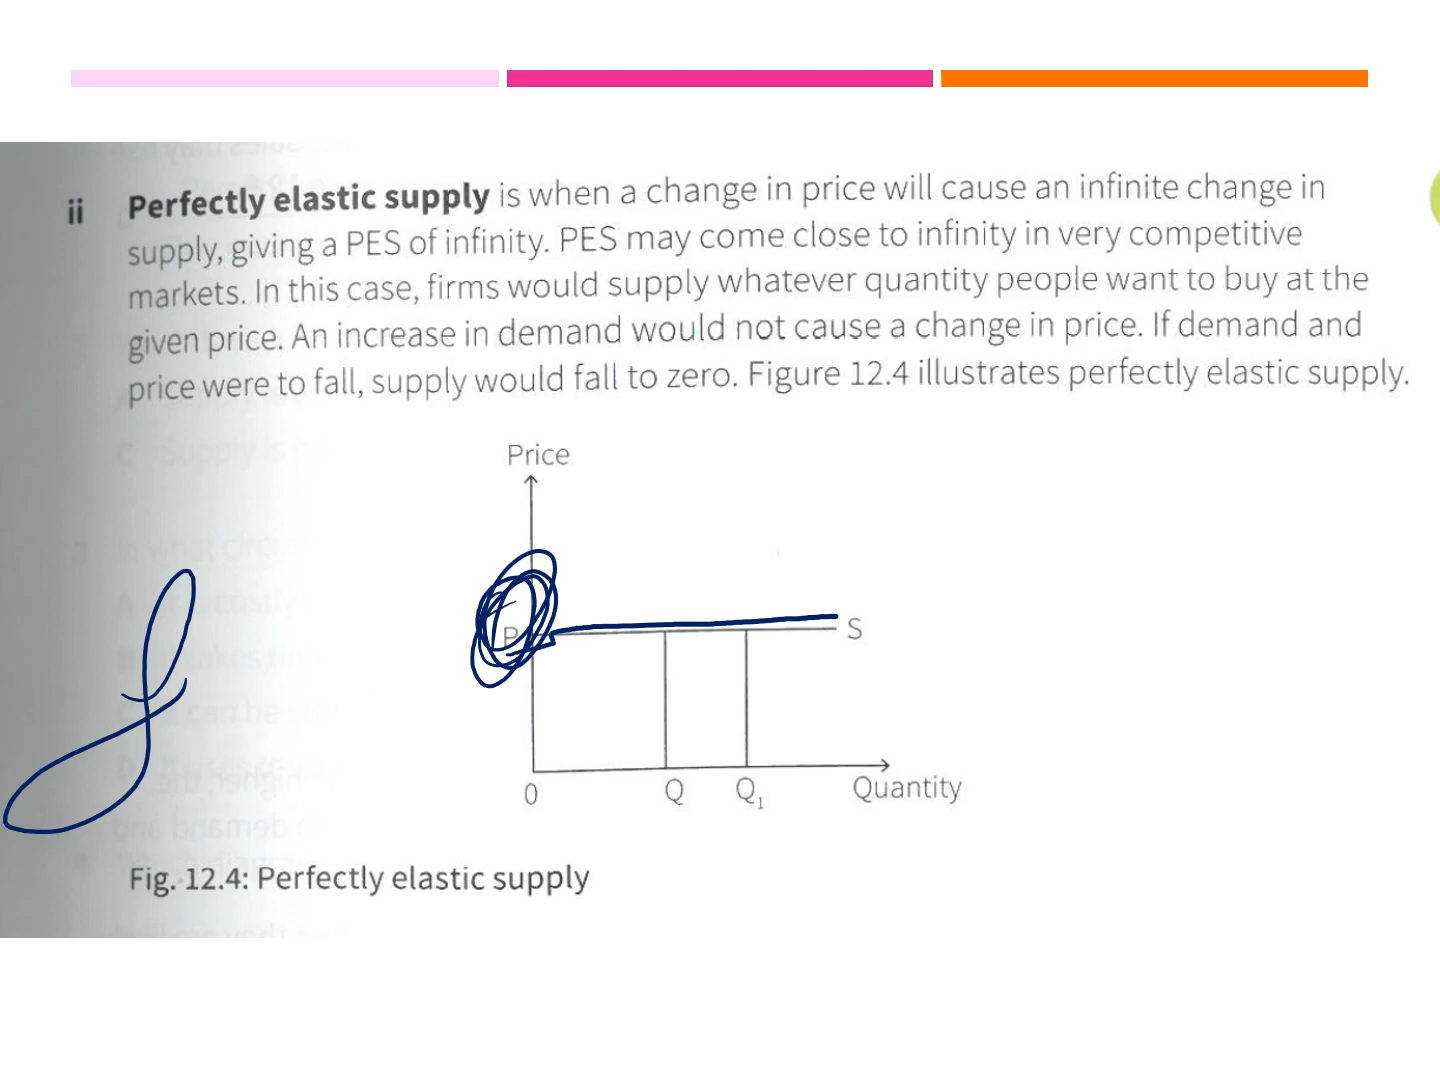 ii Perfectly elastic supply is when a change in price will cause an infinite change in
supply, giving a PES of infinity. PES may come close to infinity in very competitive
markets. In this case, firms would supply whatever quantity people want to buy at the
given price. An increase in demand would not cause a change in price. If demand and
price were to fall, supply would fall to zero. Figure 12.4 illustrates perfectly elastic supply.
Price
P
S
0
Q
Q₁
Quantity
Fig. 12.4: Perfectly elastic supply